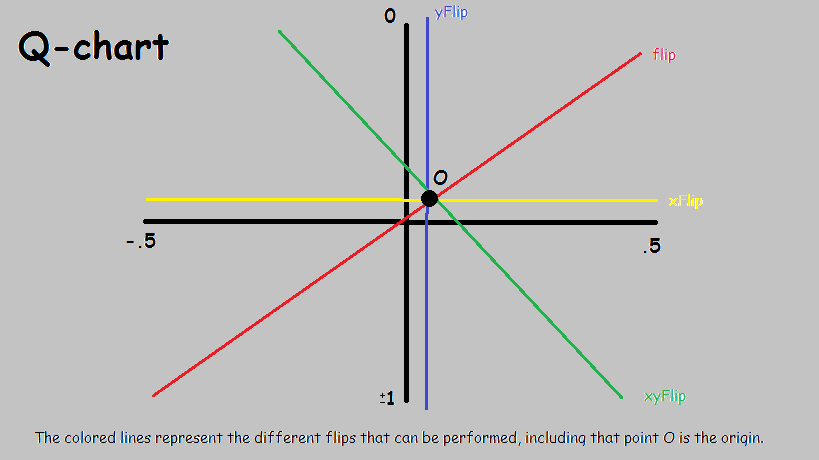 Q-chart
0
yFlip
flip
O
xFlip
-.5
.5
±1
xyFlip
The colored lines represent the different flips that can be performed, including that point O is the origin.